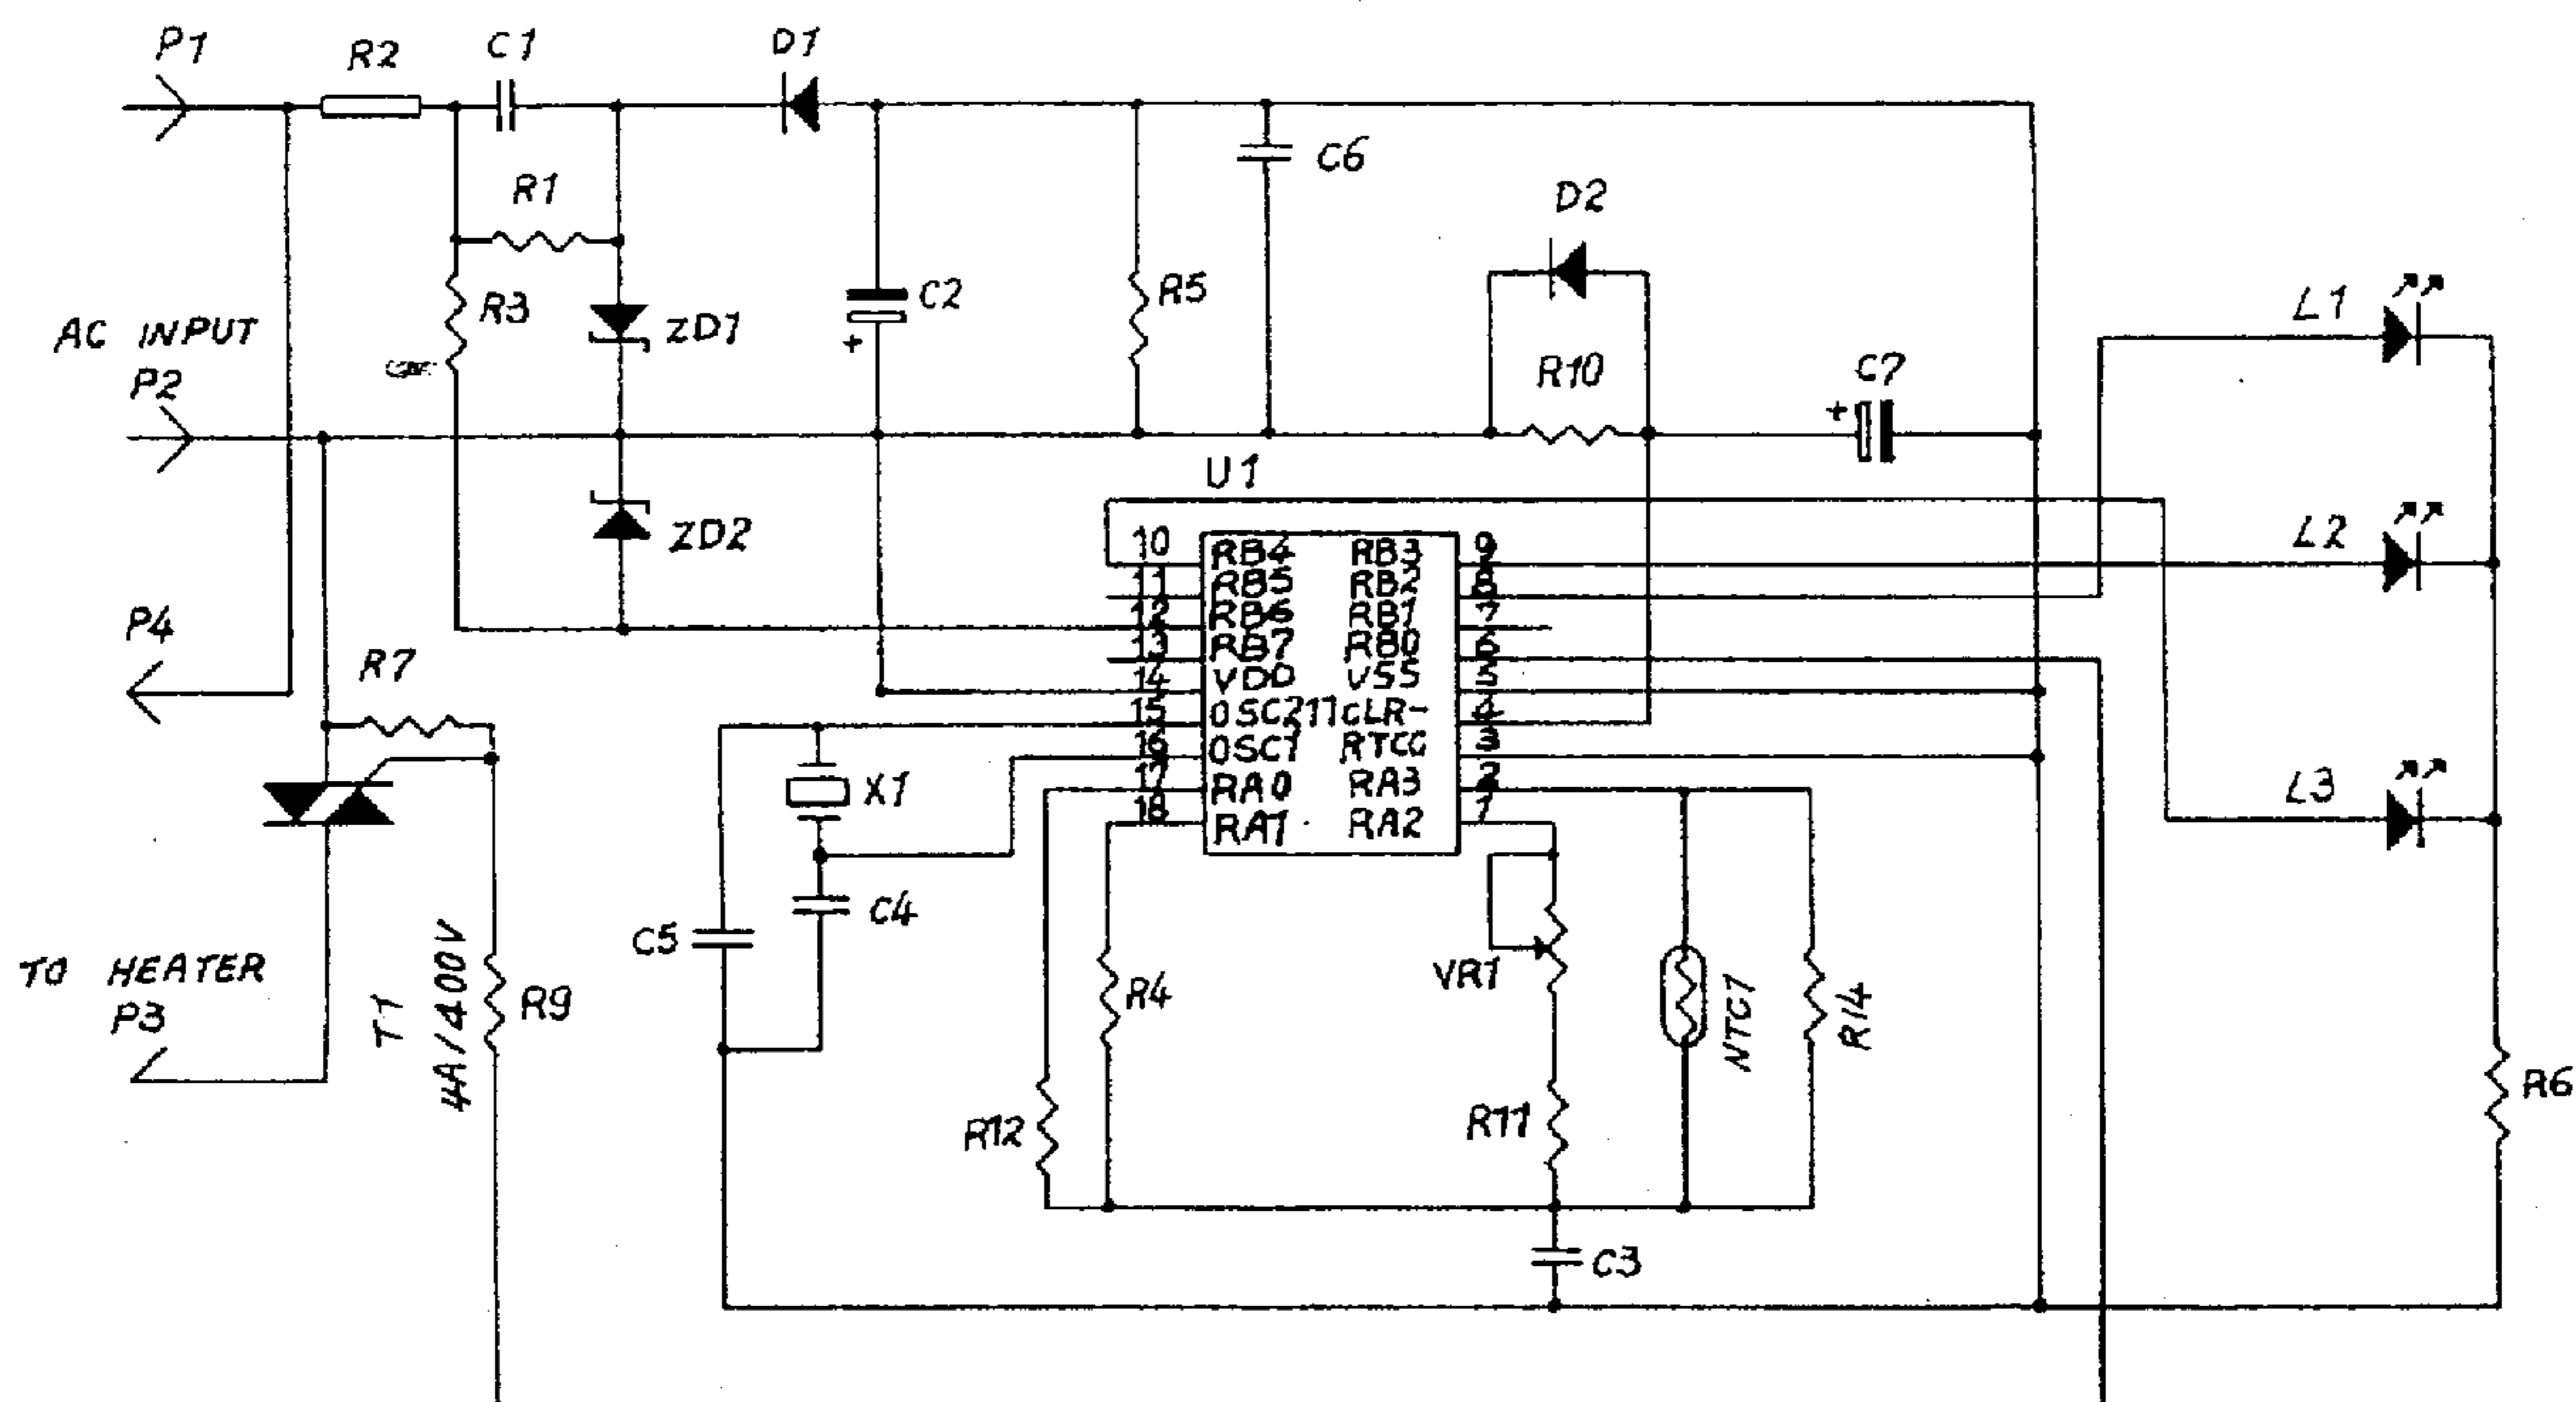 P1
R2
C1
D1
C6
R1
D2
R3
ZD1
C2
R5
AC INPUT
P2
L1
R10
C7
+
+
U1
ZD2
L2
10 RB4 RB3 9
11 RB5 RB2 8
12 RB6 RB1 7
13 RB7 RB0 6
14 VDD VSS 5
15 OSC2 MCLR- 4
16 OSC1 RTCC 3
17 RA0 RA3 2
18 RA1 RA2 1
P4
R7
X1
L3
C4
C5
TO HEATER
P3
T1
4A/400V
R9
R4
VR1
NTC1
R14
R12
R11
R6
C3